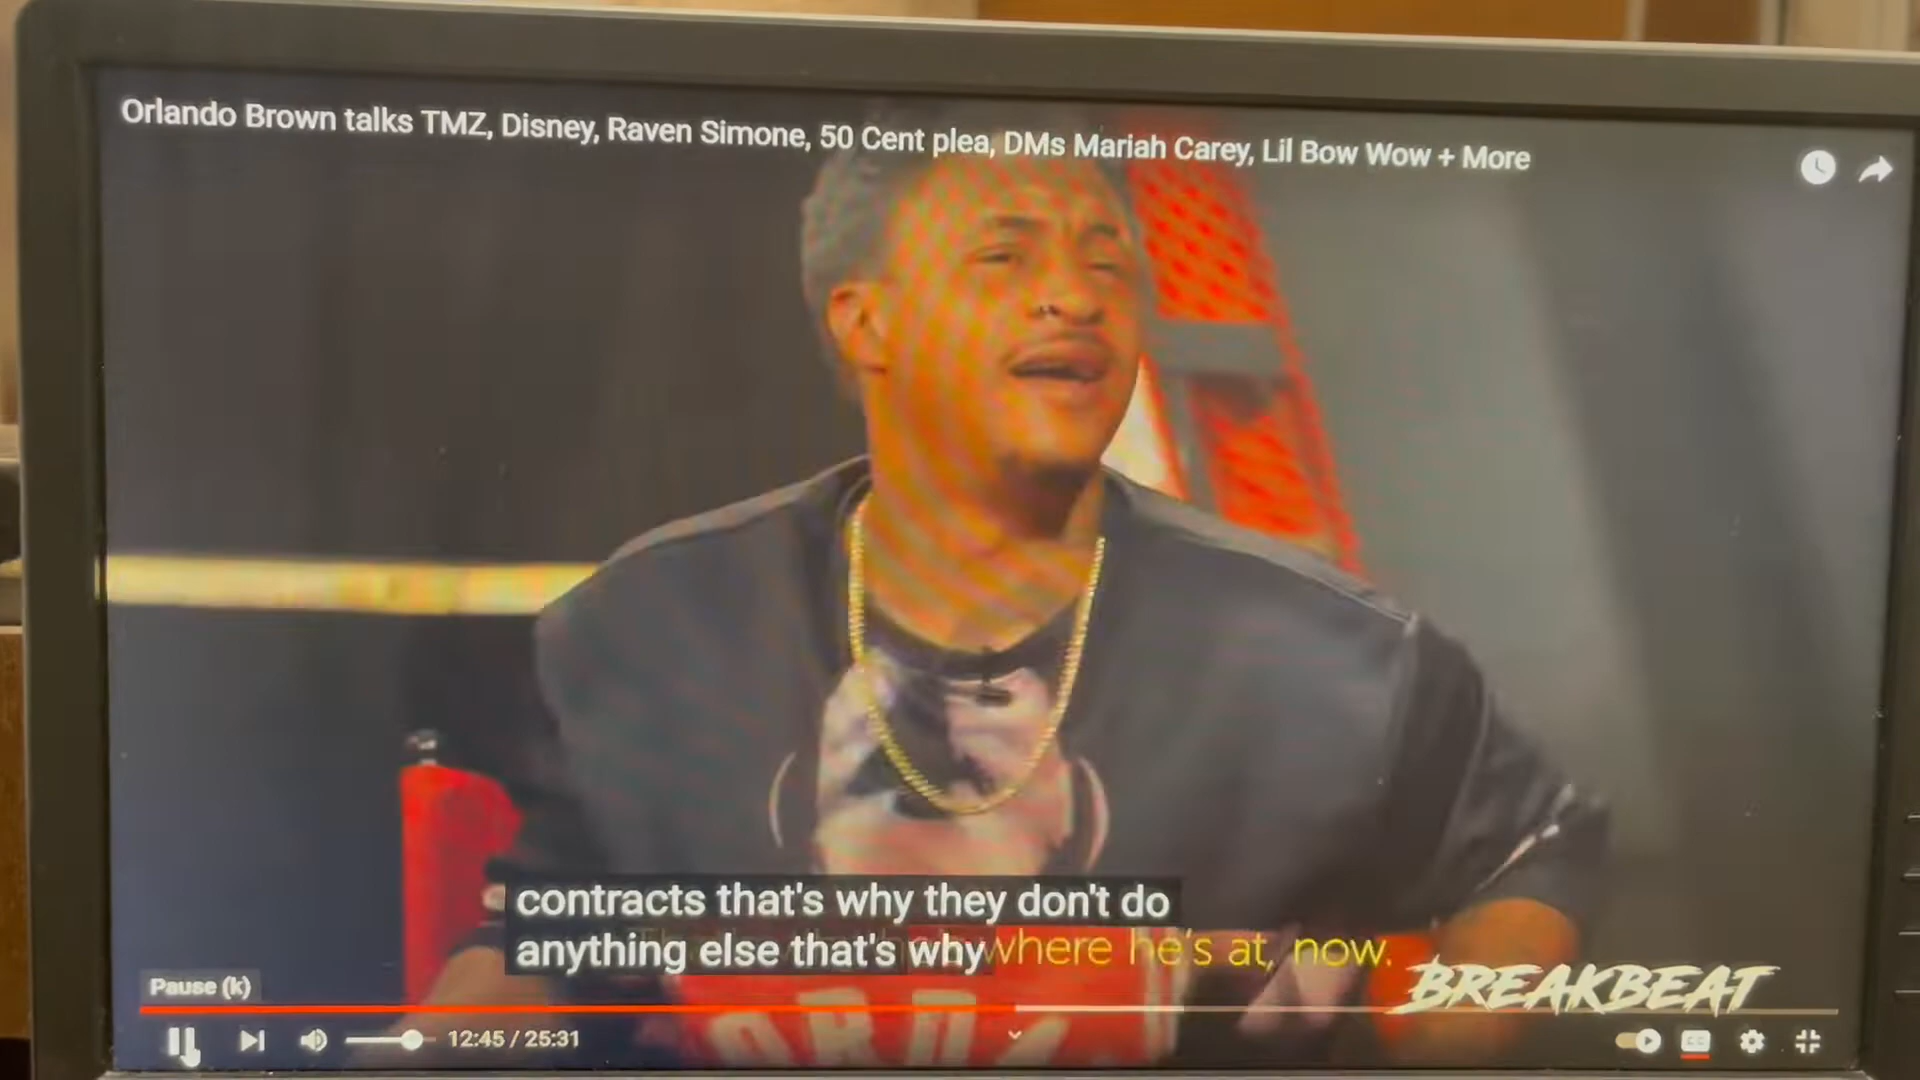 Orlando Brown talks TMZ, Disney, Raven Simone, 50 Cent plea, DMs Mariah Carey, Lil Bow Wow + More
contracts that's why they don't do
anything else that's why
where he's at, now.
BREAKBEAT
Pause (k)
12:45 / 25:31